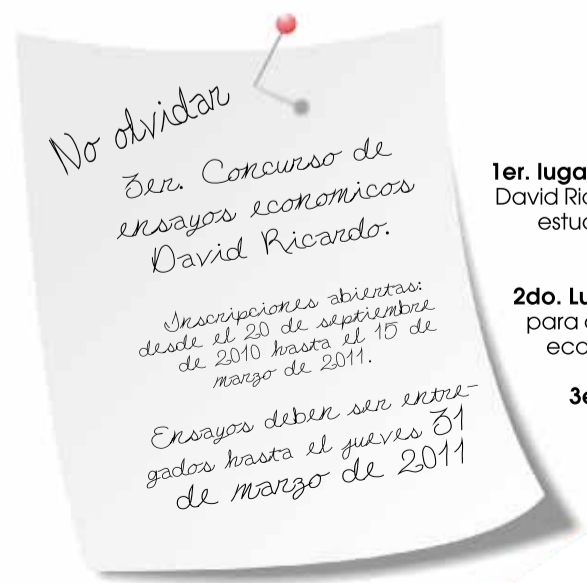 No olvidar
3er. Concurso de
ensayos economicos
David Ricardo.
Inscripciones abiertas:
desde el 20 de septiembre
de 2010 hasta el 15 de
marzo de 2011.
Ensayos deben ser entre-
gados hasta el jueves 31
de marzo de 2011
1er. luga
David Ric
estud
2do. Lu
para
econ
3e